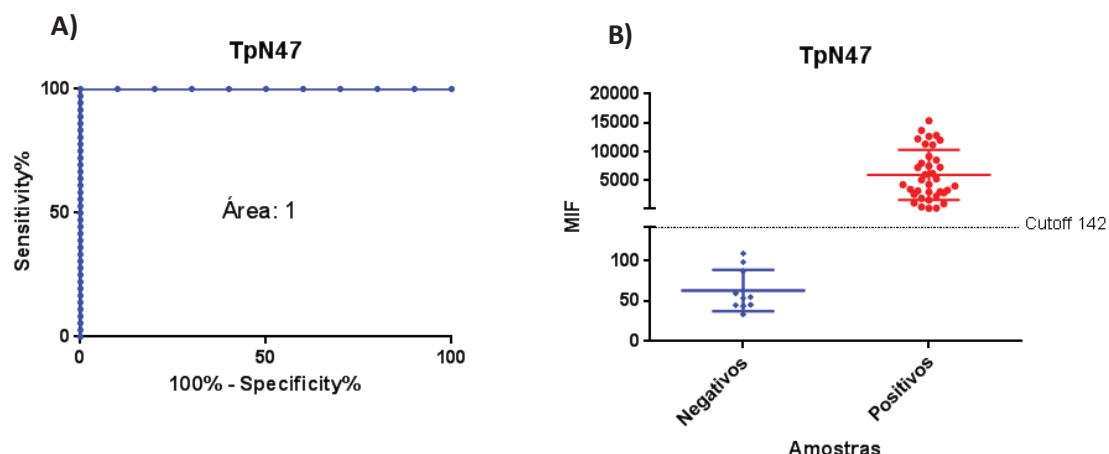 A)
TpN47
100
50
0
Sensitivity%
Área: 1
0
50
100
100% - Specificity%
B)
TpN47
20000
15000
10000
5000
100
50
0
MIF
Cutoff 142
Negativos
Positivos
Amostras